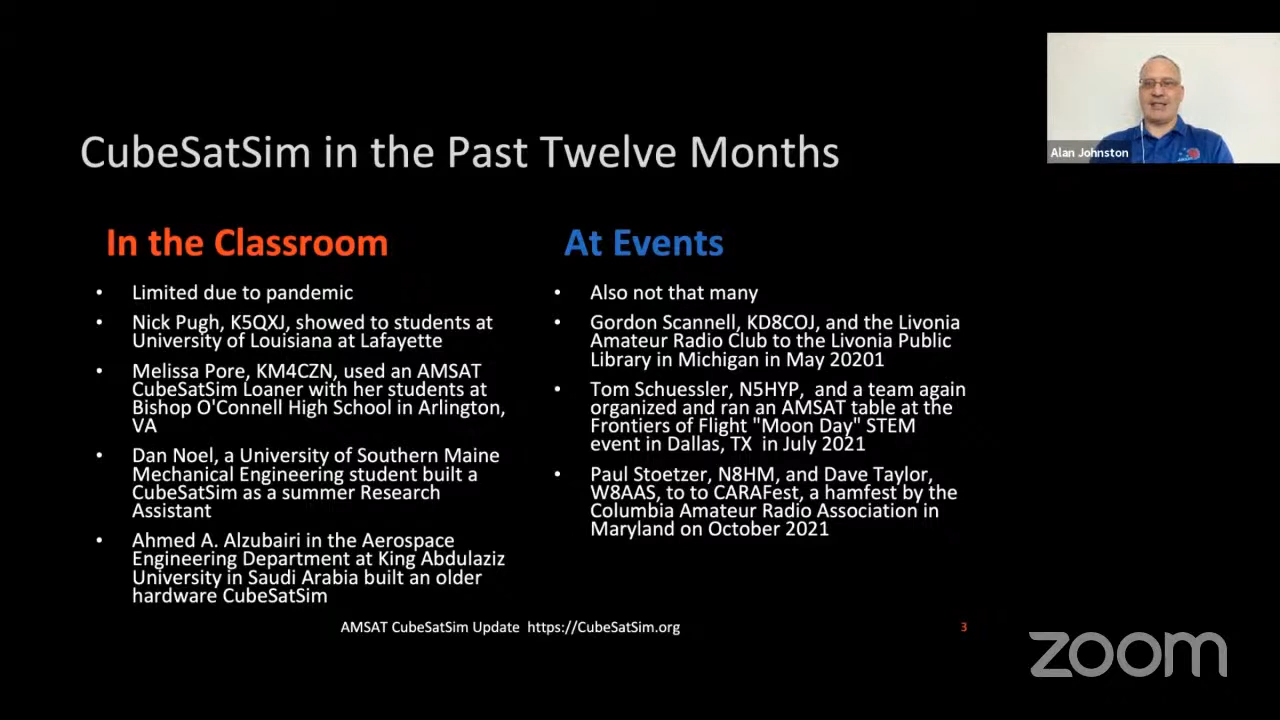 CubeSatSim in the Past Twelve Months
Alan Johnston
In the Classroom
• Limited due to pandemic
• Nick Pugh, K5QXJ, showed to students at
University of Louisiana at Lafayette
• Melissa Pore, KM4CZN, used an AMSAT
CubeSatSim Loaner with her students at
Bishop O'Connell High School in Arlington,
VA
• Dan Noel, a University of Southern Maine
Mechanical Engineering student built a
CubeSatSim as a summer Research
Assistant
• Ahmed A. Alzubairi in the Aerospace
Engineering Department at King Abdulaziz
University in Saudi Arabia built an older
hardware CubeSatSim
At Events
• Also not that many
• Gordon Scannell, KD8COJ, and the Livonia
Amateur Radio Club to the Livonia Public
Library in Michigan in May 20201
• Tom Schuessler, N5HYP, and a team again
organized and ran an AMSAT table at the
Frontiers of Flight "Moon Day" STEM
event in Dallas, TX in July 2021
• Paul Stoetzer, N8HM, and Dave Taylor,
W8AAS, to to CARAFest, a hamfest by the
Columbia Amateur Radio Association in
Maryland on October 2021
AMSAT CubeSatSim Update https://CubeSatSim.org
3
zoom